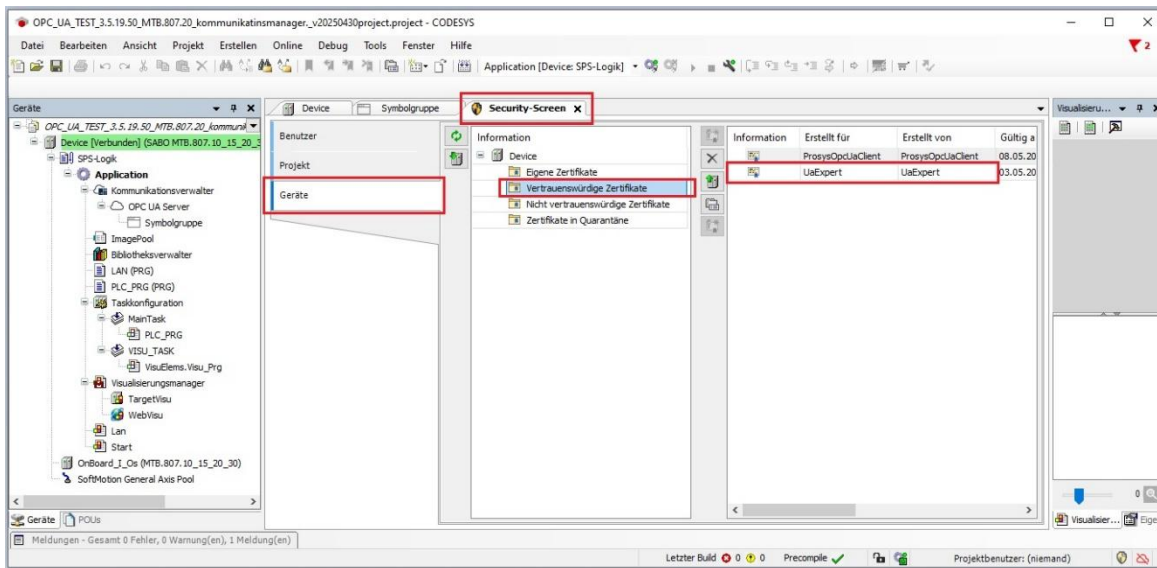 OPC_UA_TEST_3.5.19.50_MTB.807.20_kommunikatinsmanager._v20250430project.project - CODESYS
Datei Bearbeiten Ansicht Projekt Erstellen Online Debug Tools Fenster Hilfe
2
Application [Device: SPS-Logik]
Geräte
OPC_UA_TEST_3.5.19.50_MTB.807.20_kommunik
Device [Verbunden] (SABO MTB.807.10_15_20_3
SPS-Logik
Application
Kommunikationsverwalter
OPC UA Server
Symbolgruppe
ImagePool
Bibliotheksverwalter
LAN (PRG)
PLC_PRG (PRG)
Taskkonfiguration
MainTask
PLC_PRG
VISU_TASK
VisuElems.Visu_Prg
Visualisierungsmanager
TargetVisu
WebVisu
Lan
Start
OnBoard_I_Os (MTB.807.10_15_20_30)
SoftMotion General Axis Pool
Geräte POUs
Device Symbolgruppe Security-Screen
Benutzer
Projekt
Geräte
Information
Device
Eigene Zertifikate
Vertrauenswürdige Zertifikate
Nicht vertrauenswürdige Zertifikate
Zertifikate in Quarantäne
Information Erstellt für Erstellt von Gültig a
ProsysOpcUaClient ProsysOpcUaClient 08.05.20
UaExpert UaExpert 03.05.20
Visualisieru...
0
Visualisier... Eige
Meldungen - Gesamt 0 Fehler, 0 Warnung(en), 1 Meldung(en)
Letzter Build 0 0 Precompile Projektbenutzer: (niemand)